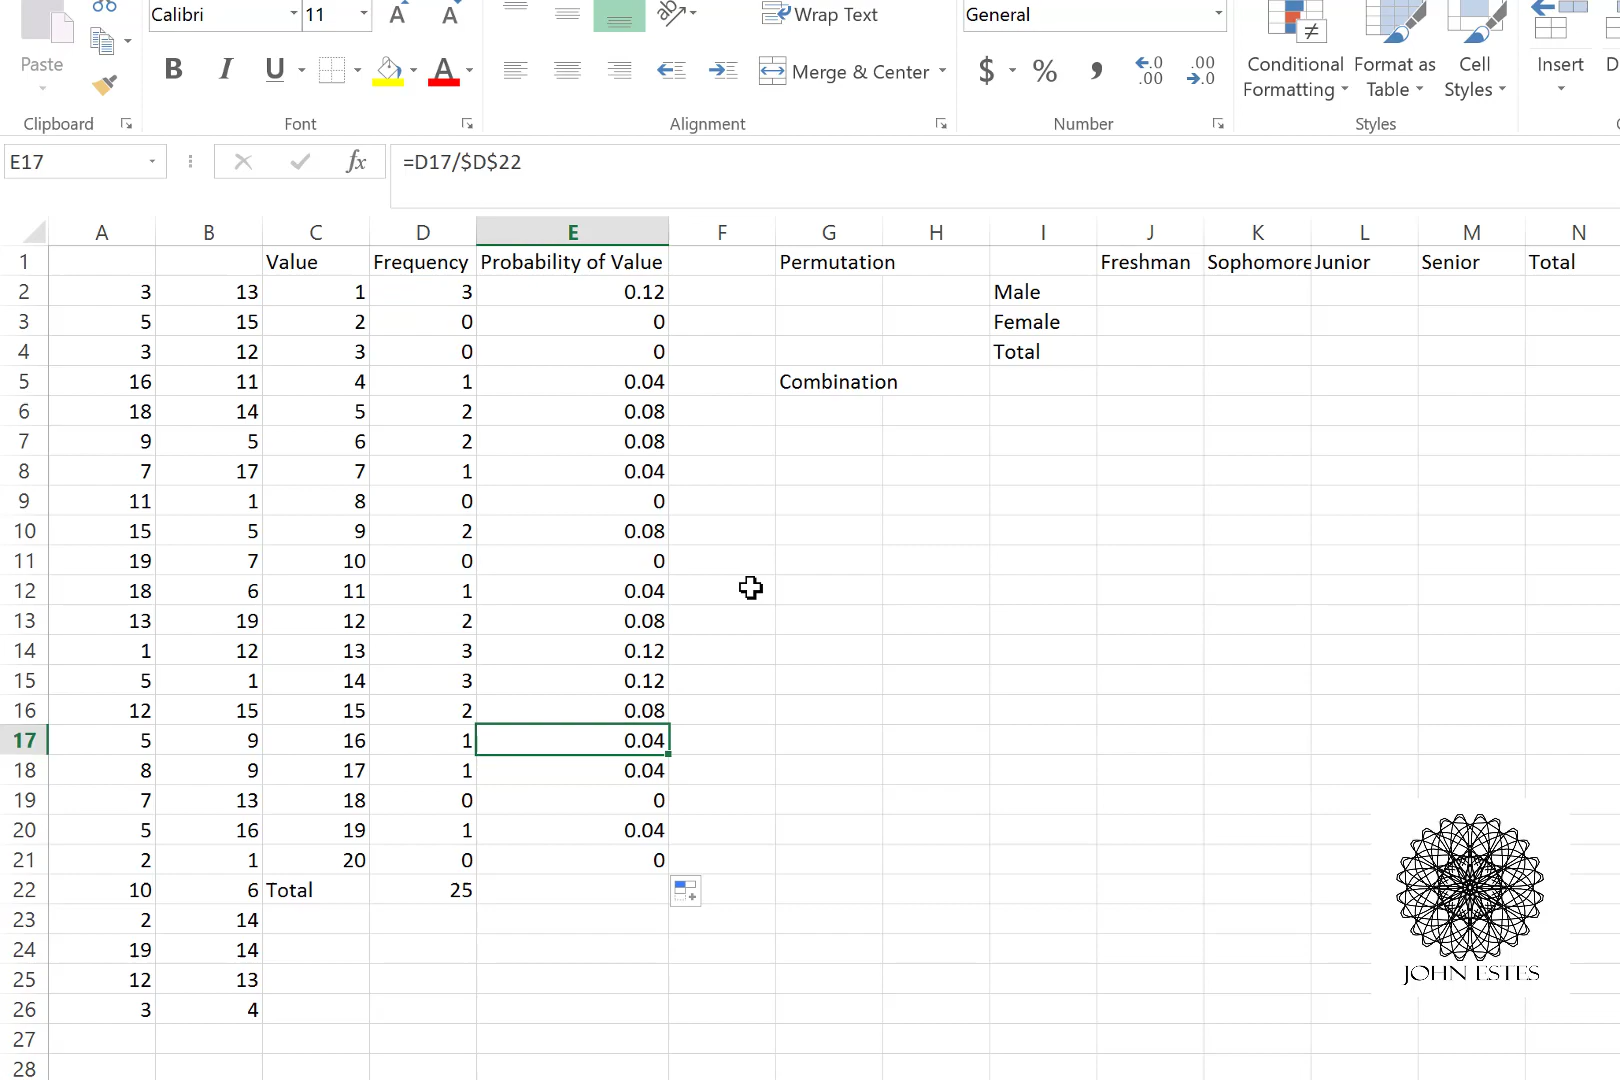 Calibri 11 Wrap Text General
Paste B I U A Merge & Center $ % , .0 .00 .00 .0 Conditional Formatting Format as Table Cell Styles Insert
Clipboard Font Alignment Number Styles
E17 fx =D17/$D$22
A B C D E F G H I J K L M N
1 Value Frequency Probability of Value Permutation Freshman Sophomore Junior Senior Total
2 3 13 1 3 0.12 Male
3 5 15 2 0 0 Female
4 3 12 3 0 0 Total
5 16 11 4 1 0.04 Combination
6 18 14 5 2 0.08
7 9 5 6 2 0.08
8 7 17 7 1 0.04
9 11 1 8 0 0
10 15 5 9 2 0.08
11 19 7 10 0 0
12 18 6 11 1 0.04
13 13 19 12 2 0.08
14 1 12 13 3 0.12
15 5 1 14 3 0.12
16 12 15 15 2 0.08
17 5 9 16 1 0.04
18 8 9 17 1 0.04
19 7 13 18 0 0
20 5 16 19 1 0.04
21 2 1 20 0 0
22 10 6 Total 25
23 2 14
24 19 14
25 12 13
26 3 4
27
28
JOHN ESTES